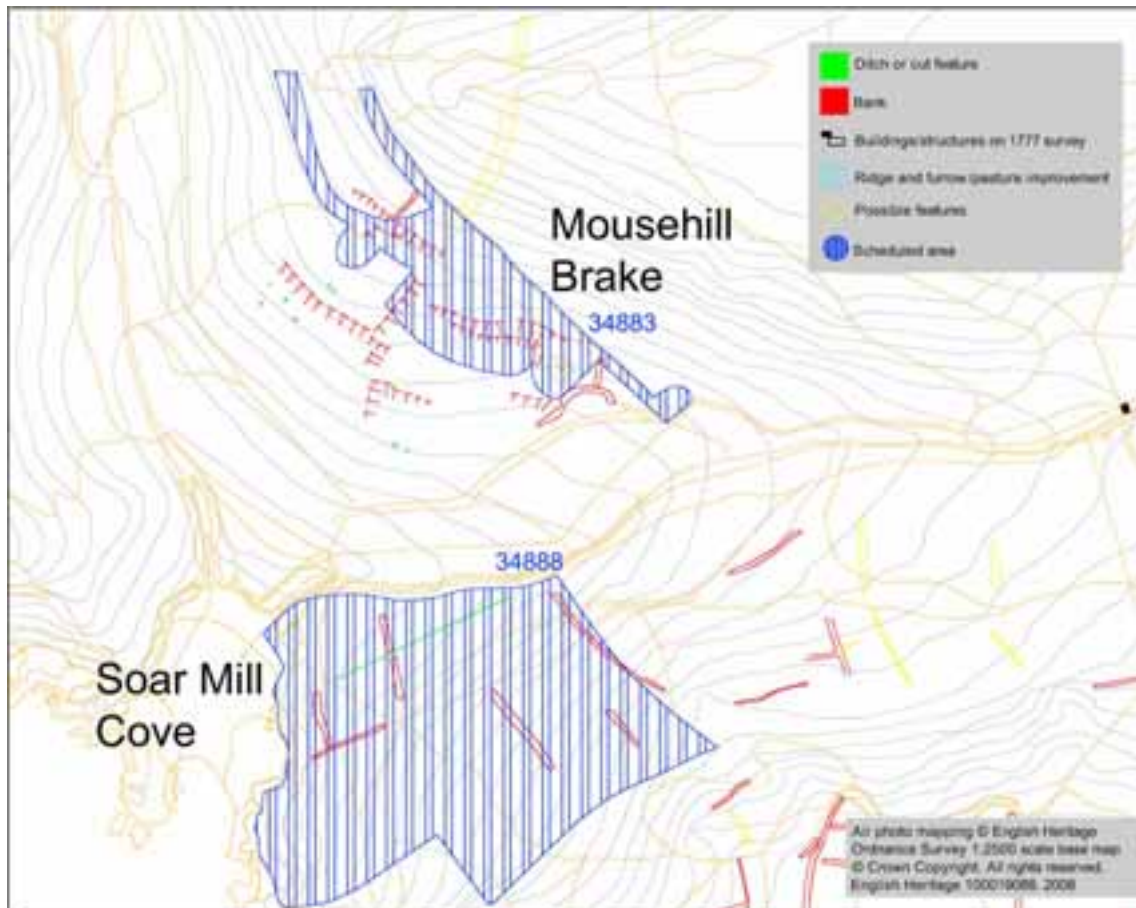 Ditch or cut feature
Bank
Buildings/structures on 1777 survey
Ridge and furrow/pasture improvement
Possible features
Scheduled area
Mousehill
Brake
34883
34888
Soar Mill
Cove
Air photo mapping © English Heritage
Ordnance Survey 1:2500 scale base map
© Crown Copyright. All rights reserved.
English Heritage 100019088. 2008